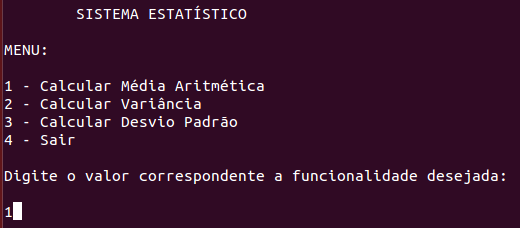 SISTEMA ESTATÍSTICO
MENU:
1 - Calcular Média Aritmética
2 - Calcular Variância
3 - Calcular Desvio Padrão
4 - Sair
Digite o valor correspondente a funcionalidade desejada:
1